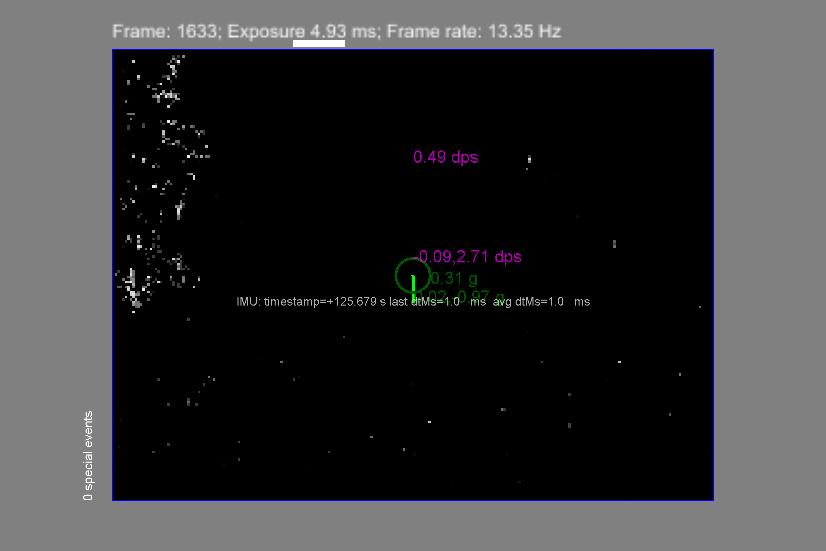 Frame: 1633; Exposure 4.93 ms; Frame rate: 13.35 Hz
0.49 dps
-0.09,2.71 dps
0.31 g
0.97 g
IMU: timestamp=+125.679 s last dtMs=1.0 ms avg dtMs=1.0 ms
0 special events